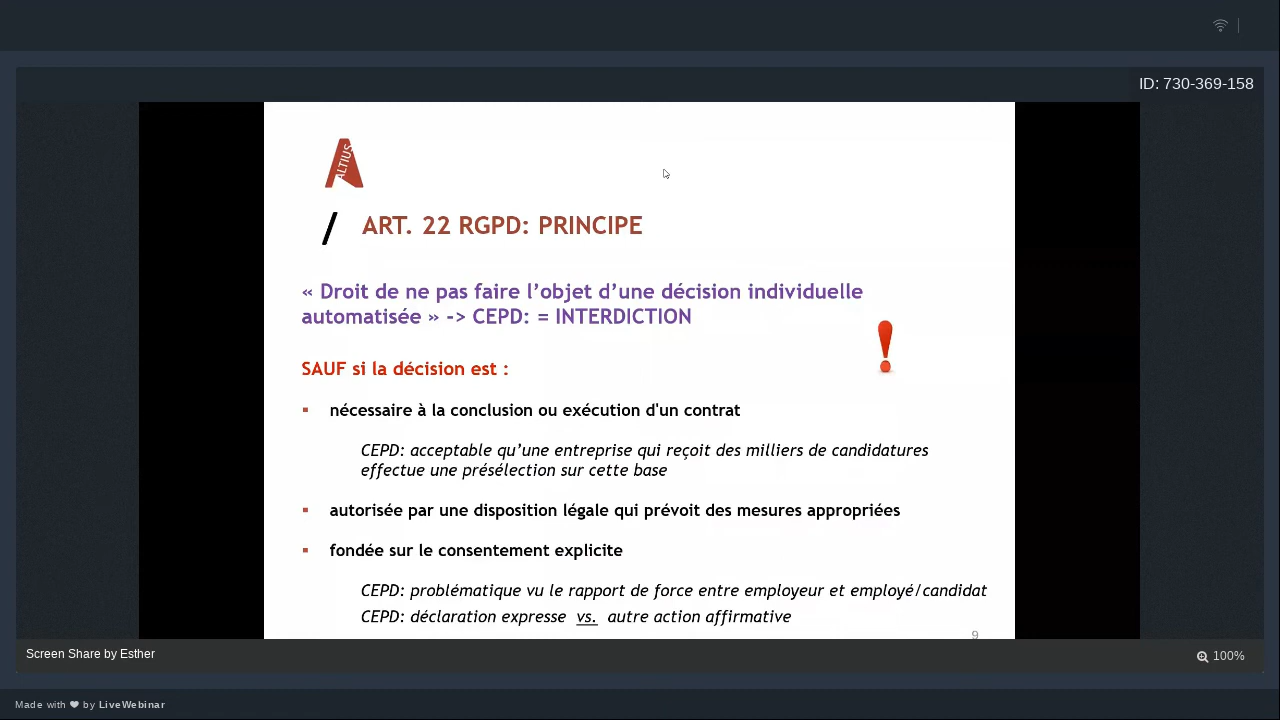 ID: 730-369-158
ALTIUS
/ ART. 22 RGPD: PRINCIPE
« Droit de ne pas faire l’objet d’une décision individuelle
automatisée » -> CEPD: = INTERDICTION
SAUF si la décision est :
▪ nécessaire à la conclusion ou exécution d'un contrat
CEPD: acceptable qu’une entreprise qui reçoit des milliers de candidatures
effectue une présélection sur cette base
▪ autorisée par une disposition légale qui prévoit des mesures appropriées
▪ fondée sur le consentement explicite
CEPD: problématique vu le rapport de force entre employeur et employé/candidat
CEPD: déclaration expresse vs. autre action affirmative
9
Screen Share by Esther
100%
Made with ❤ by LiveWebinar